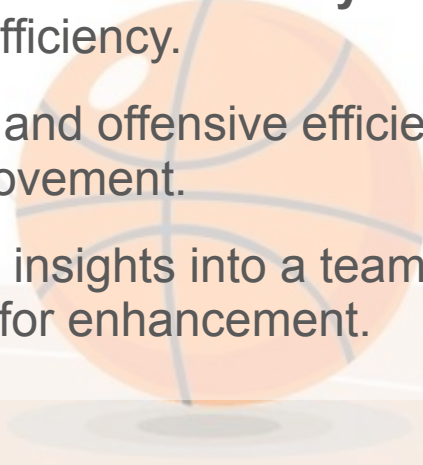 fficiency.
and offensive efficie
ovement.
insights into a team
for enhancement.